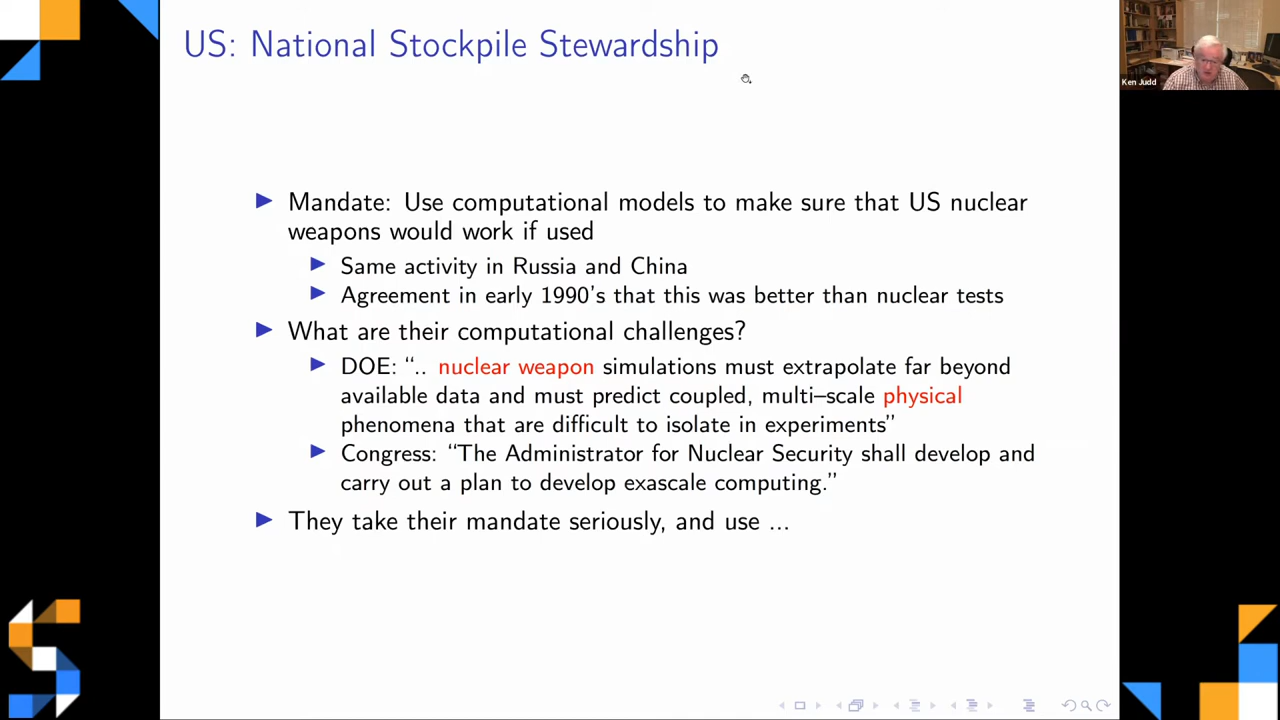 US: National Stockpile Stewardship
Ken Judd
Mandate: Use computational models to make sure that US nuclear
weapons would work if used
Same activity in Russia and China
Agreement in early 1990's that this was better than nuclear tests
What are their computational challenges?
DOE: “.. nuclear weapon simulations must extrapolate far beyond
available data and must predict coupled, multi–scale physical
phenomena that are difficult to isolate in experiments”
Congress: “The Administrator for Nuclear Security shall develop and
carry out a plan to develop exascale computing.”
They take their mandate seriously, and use ...